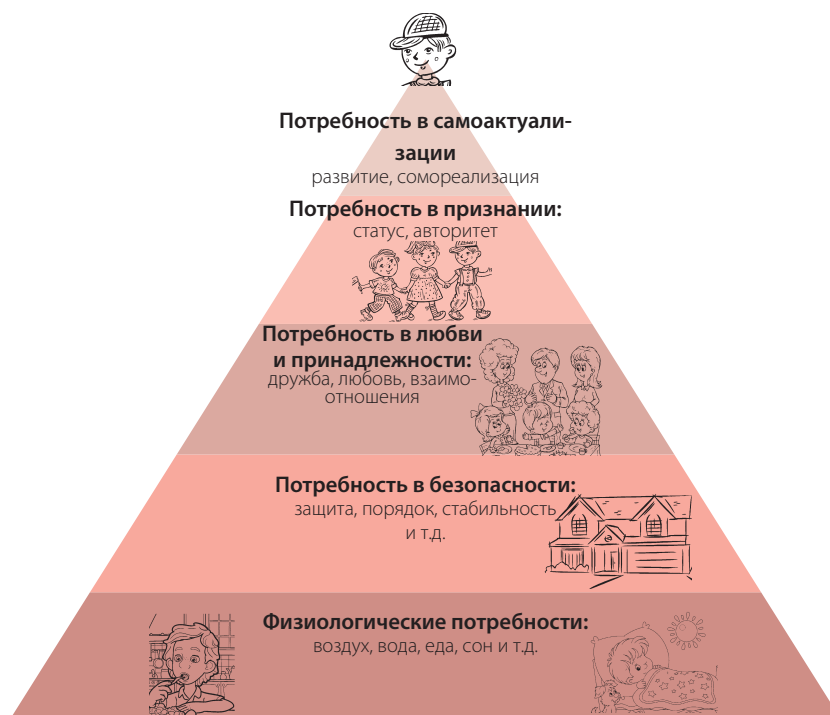 Потребность в самоактуали-
зации
развитие, сомореализация
Потребность в признании:
статус, авторитет
Потребность в любви
и принадлежности:
дружба, любовь, взаимо-
отношения
Потребность в безопасности:
защита, порядок, стабильность
и т.д.
Физиологические потребности:
воздух, вода, еда, сон и т.д.